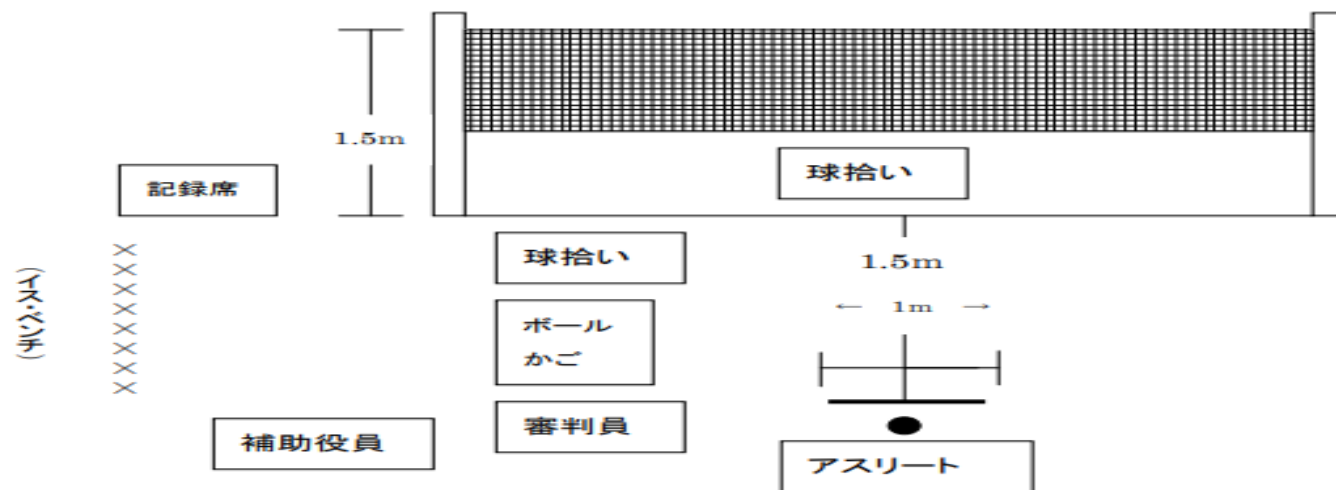 1.5m
球拾い
記録席
球拾い
1.5m
← 1m →
(イス・ベンチ)
××××××××
ボール
かご
審判員
補助役員
アスリート